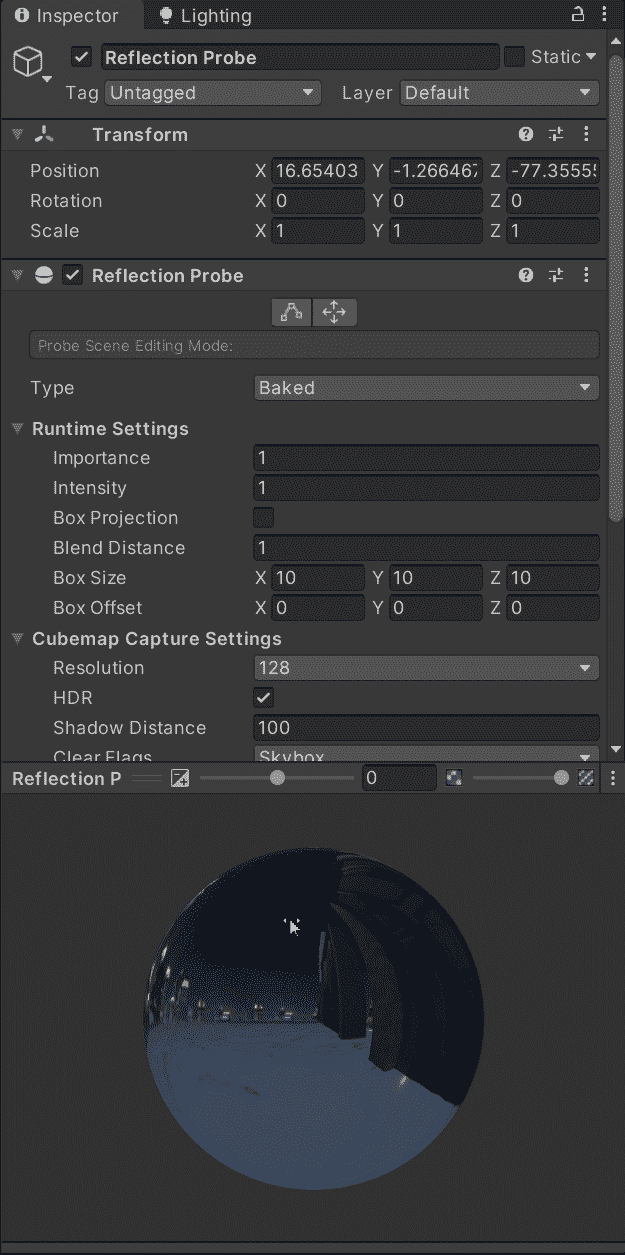 Inspector Lighting
Reflection Probe Static
Tag Untagged Layer Default
Transform
Position X 16.65403 Y -1.266467 Z -77.35555
Rotation X 0 Y 0 Z 0
Scale X 1 Y 1 Z 1
Reflection Probe
Probe Scene Editing Mode:
Type Baked
Runtime Settings
Importance 1
Intensity 1
Box Projection
Blend Distance 1
Box Size X 10 Y 10 Z 10
Box Offset X 0 Y 0 Z 0
Cubemap Capture Settings
Resolution 128
HDR
Shadow Distance 100
Clear Flags Skybox
Reflection P 0